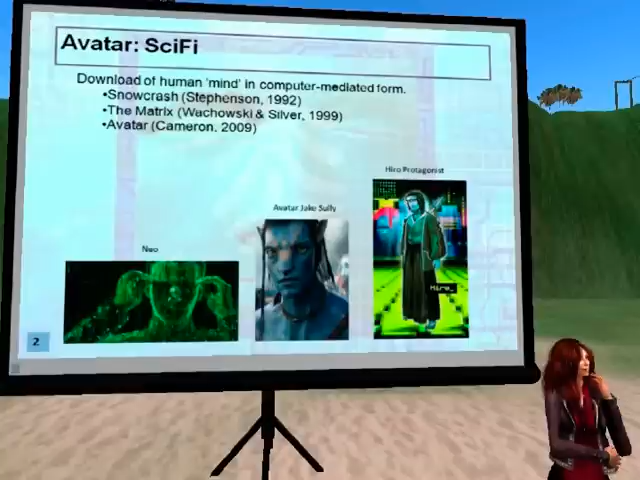 Avatar: SciFi
Download of human 'mind' in computer-mediated form.
•Snowcrash (Stephenson, 1992)
•The Matrix (Wachowski & Silver, 1999)
•Avatar (Cameron, 2009)
Hiro Protagonist
Avatar Jake Sully
Neo
Hiro_
2